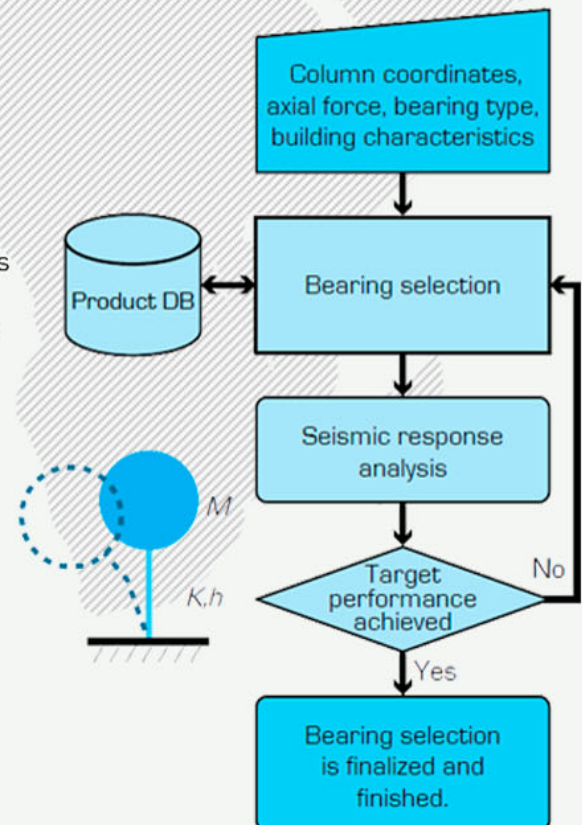 Column coordinates,
axial force, bearing type,
building characteristics
s
Product DB
Bearing selection
Seismic response
analysis
M
K,h
Target
performance
achieved
No
Yes
Bearing selection
is finalized and
finished.